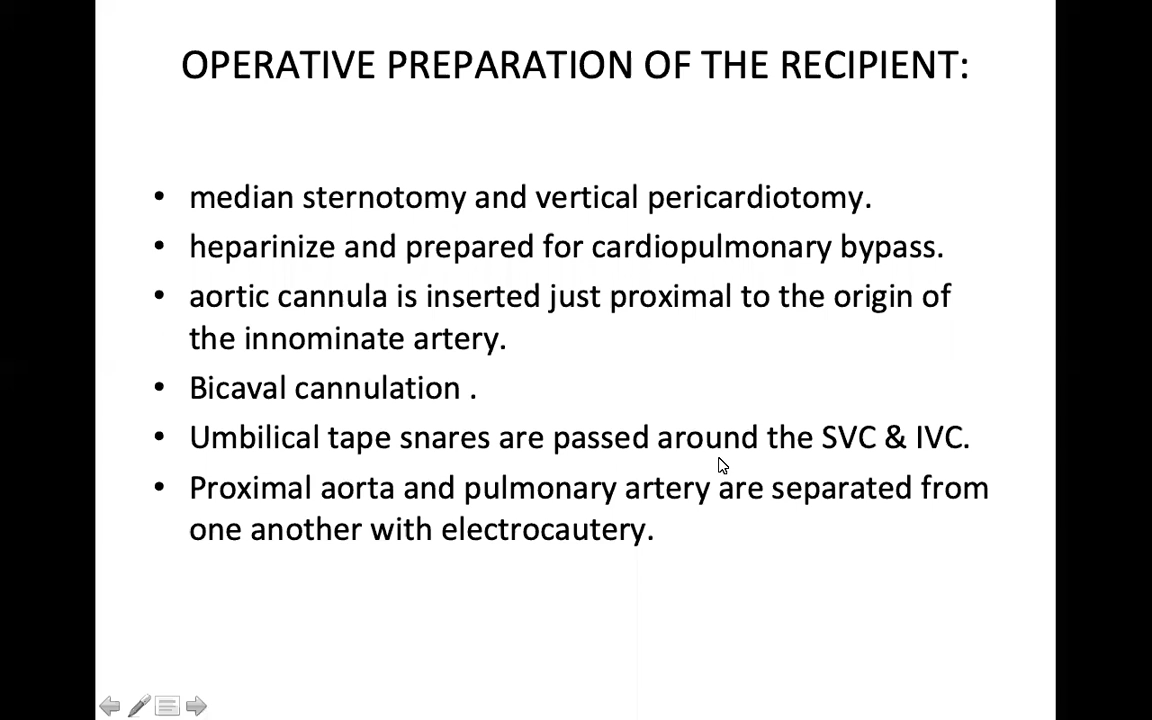 OPERATIVE PREPARATION OF THE RECIPIENT:
• median sternotomy and vertical pericardiotomy.
• heparinize and prepared for cardiopulmonary bypass.
• aortic cannula is inserted just proximal to the origin of
the innominate artery.
• Bicaval cannulation .
• Umbilical tape snares are passed around the SVC & IVC.
• Proximal aorta and pulmonary artery are separated from
one another with electrocautery.